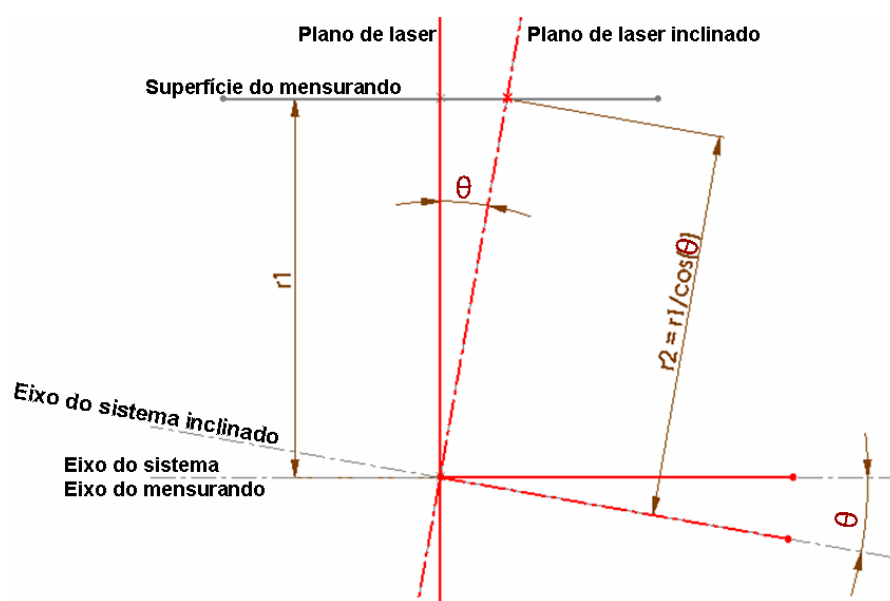 Plano de laser
Plano de laser inclinado
Superfície do mensurando
θ
r1
r2 = r1/cos(θ)
Eixo do sistema inclinado
Eixo do sistema
Eixo do mensurando
θ